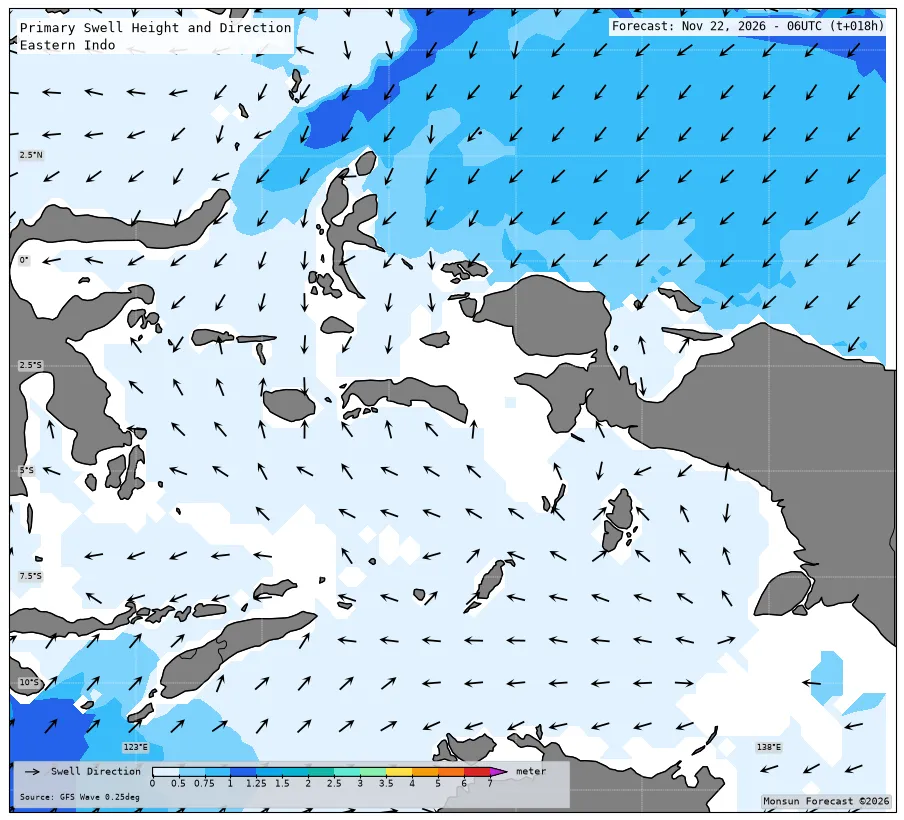 Primary Swell Height and Direction
Eastern Indo
Forecast: Nov 22, 2026 - 06UTC (t+018h)
2.5°N
0°
2.5°S
5°S
7.5°S
10°S
123°E
138°E
Swell Direction
0 0.5 0.75 1 1.25 1.5 2 2.5 3 3.5 4 5 6 7
meter
Source: GFS Wave 0.25deg
Monsun Forecast ©2026